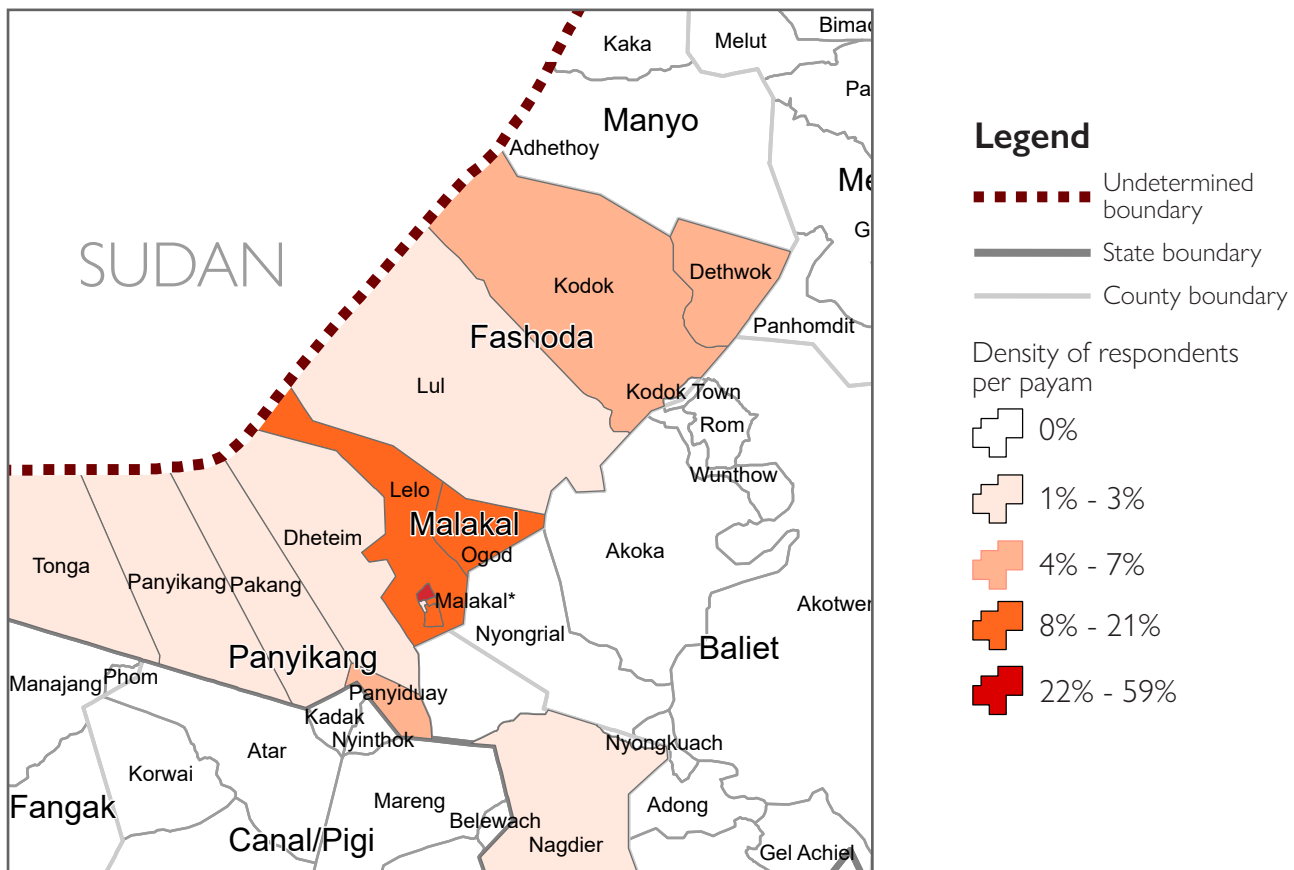 Kaka
Melut
Bimad
Pa
Manyo
Adhethoy
Me
G
SUDAN
Kodok
Dethwok
Panhomdit
Fashoda
Lul
Kodok Town
Rom
Wunthow
Lelo
Malakal
Ogod
Dheteim
Akoka
Tonga
Panyikang
Pakang
Malakal*
Akotwer
Nyongrial
Baliet
Panyikang
Manajang
Phom
Panyiduay
Kadak
Nyinthok
Nyongkuach
Atar
Korwai
Fangak
Mareng
Adong
Belewach
Canal/Pigi
Nagdier
Gel Achiel
Legend
Undetermined
boundary
State boundary
County boundary
Density of respondents
per payam
0%
1% - 3%
4% - 7%
8% - 21%
22% - 59%